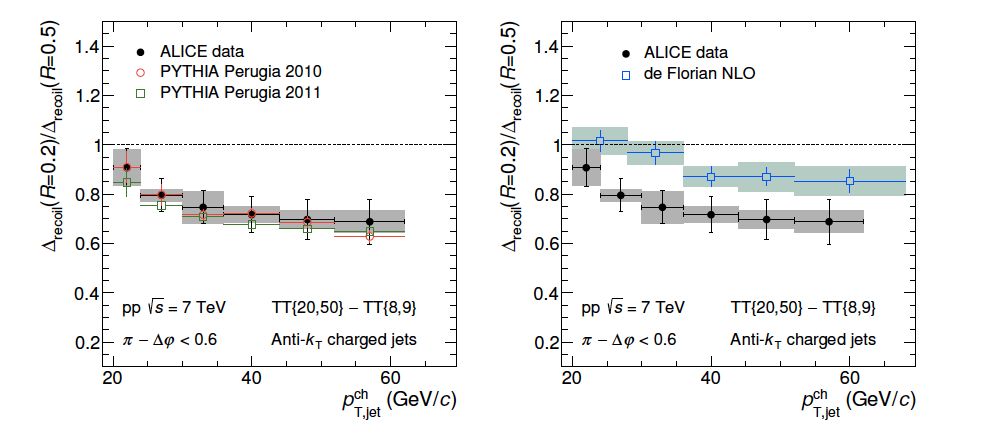 Δrecoil(R=0.2)/Δrecoil(R=0.5)
1.4
1.2
1
0.8
0.6
0.4
0.2
ALICE data
PYTHIA Perugia 2010
PYTHIA Perugia 2011
pp √s = 7 TeV
TT{20,50} − TT{8,9}
π − Δφ < 0.6
Anti-kT charged jets
20
40
60
p ch T,jet (GeV/c)
Δrecoil(R=0.2)/Δrecoil(R=0.5)
1.4
1.2
1
0.8
0.6
0.4
0.2
ALICE data
de Florian NLO
pp √s = 7 TeV
TT{20,50} − TT{8,9}
π − Δφ < 0.6
Anti-kT charged jets
20
40
60
p ch T,jet (GeV/c)